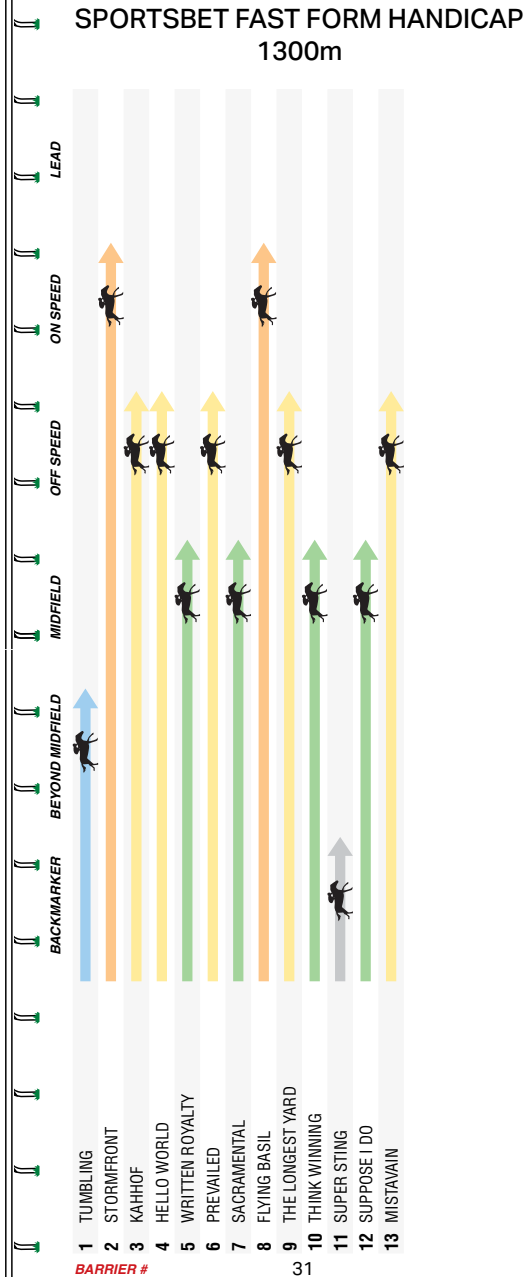 SPORTSBET FAST FORM HANDICAP
1300m
LEAD
ON SPEED
OFF SPEED
MIDFIELD
BEYOND MIDFIELD
BACKMARKER
1 TUMBLING
2 STORMFRONT
3 KAHHOF
4 HELLO WORLD
5 WRITTEN ROYALTY
6 PREVAILED
7 SACRAMENTAL
8 FLYING BASIL
9 THE LONGEST YARD
10 THINK WINNING
11 SUPER STING
12 SUPPOSE I DO
13 MISTAVAIN
BARRIER #
31